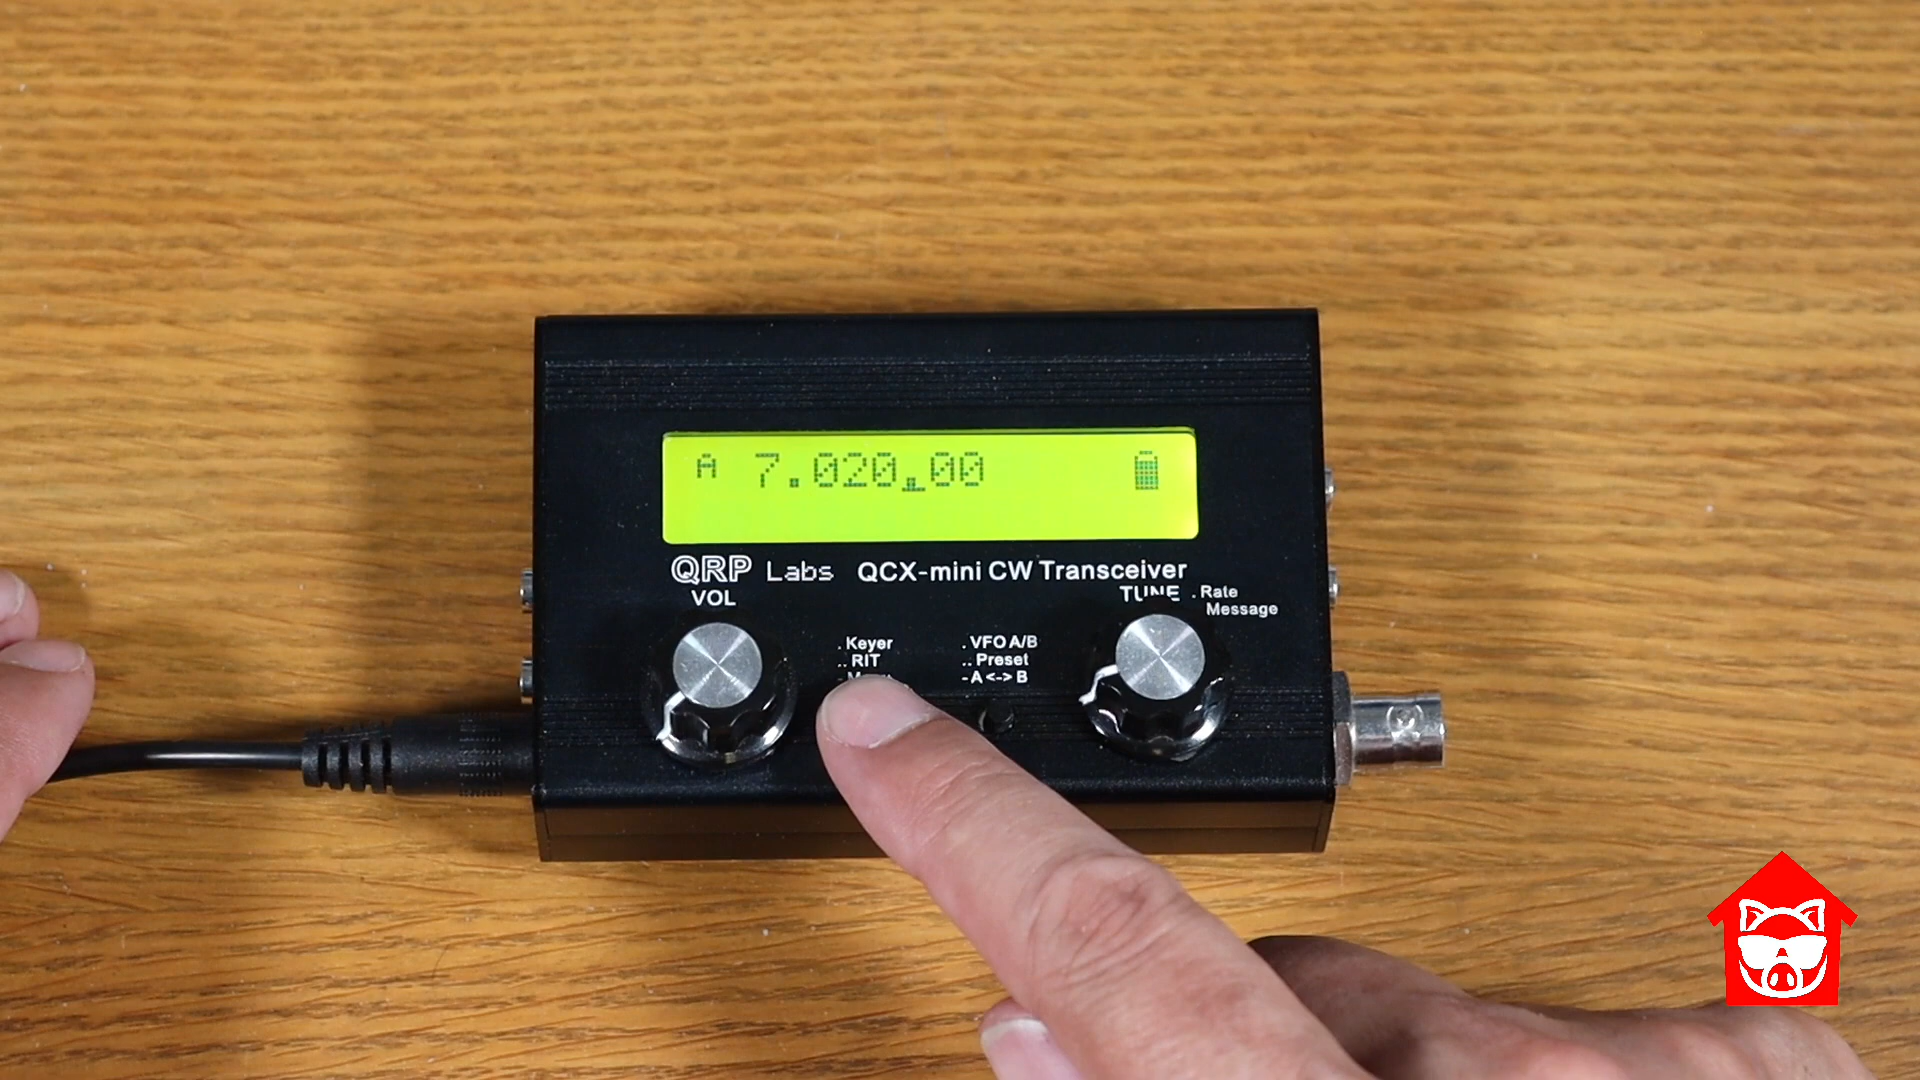 A 7.020.00
QRP Labs QCX-mini CW Transceiver
VOL
TUNE
. Rate
Message
. Keyer
.. RIT
. VFO A/B
.. Preset
- A <-> B